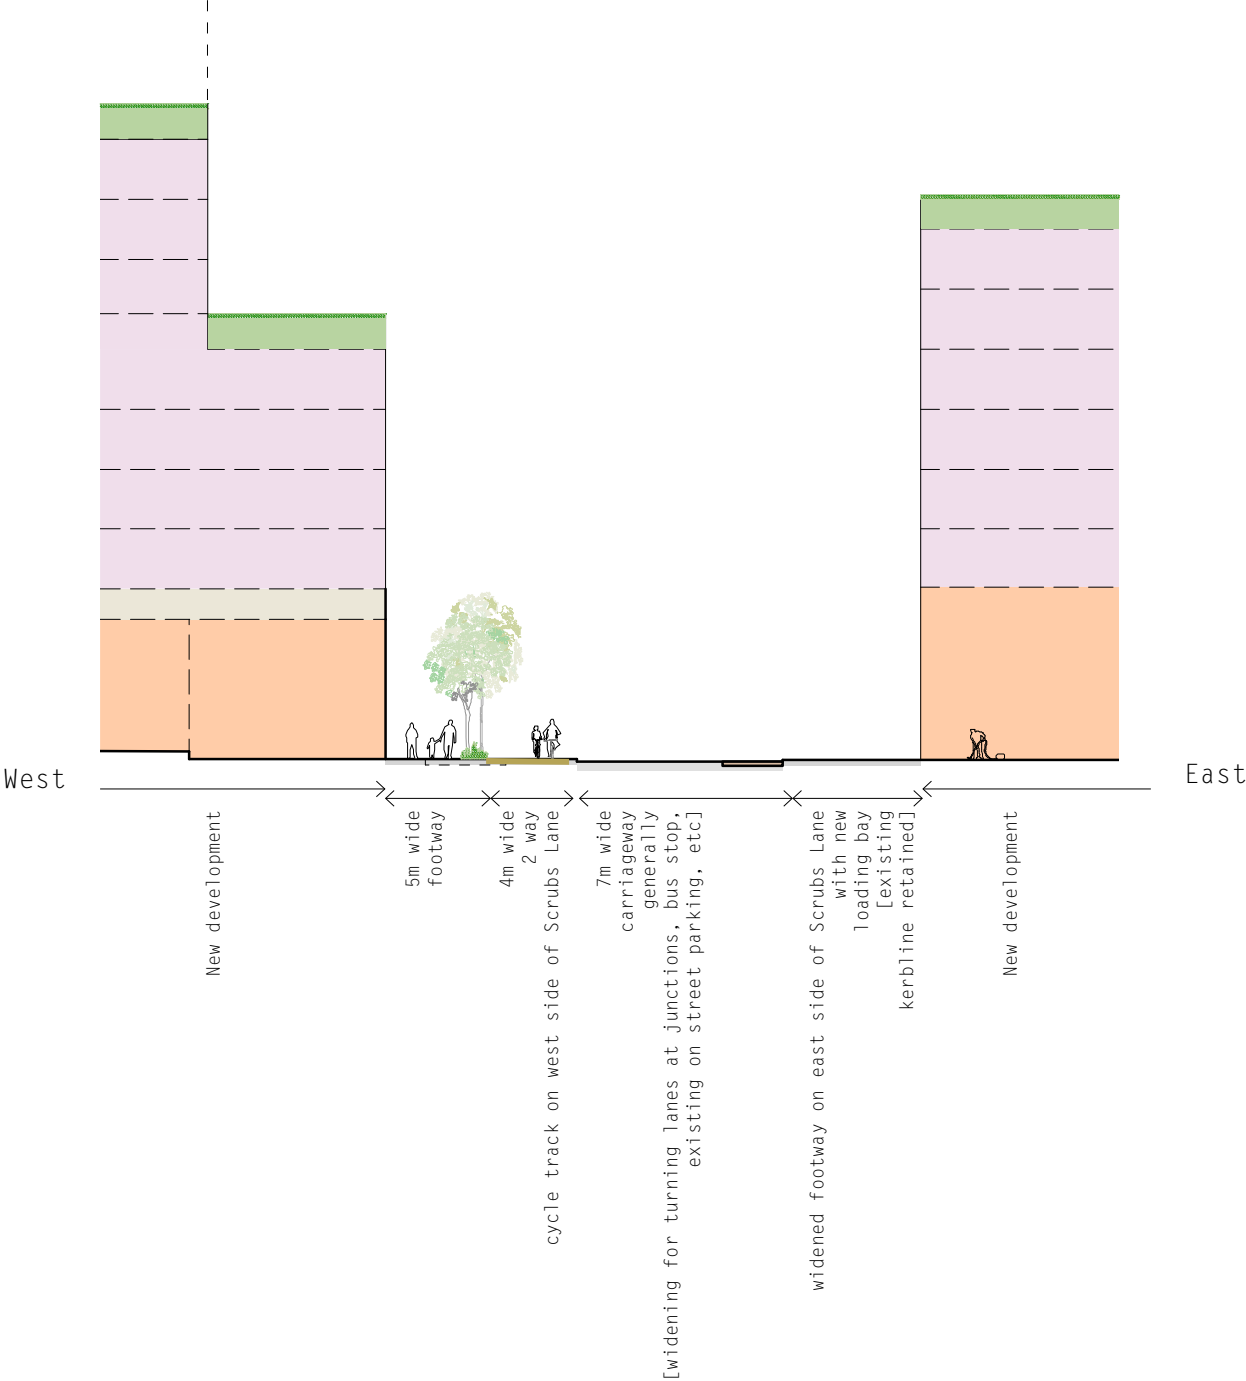 West
East
New development
5m wide
footway
4m wide
2 way
cycle track on west side of Scrubs Lane
7m wide
carriageway
generally
[widening for turning lanes at junctions, bus stop,
existing on street parking, etc]
widened footway on east side of Scrubs Lane
with new
loading bay
[existing
kerbline retained]
New development